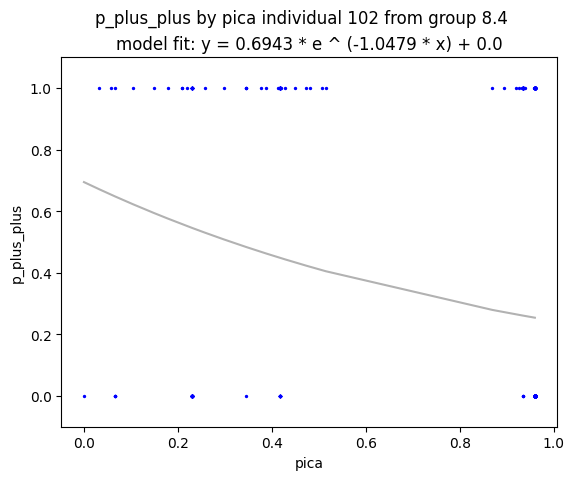 p_plus_plus by pica individual 102 from group 8.4
model fit: y = 0.6943 * e ^ (-1.0479 * x) + 0.0
1.0
0.8
0.6
0.4
0.2
0.0
p_plus_plus
0.0 0.2 0.4 0.6 0.8 1.0
pica